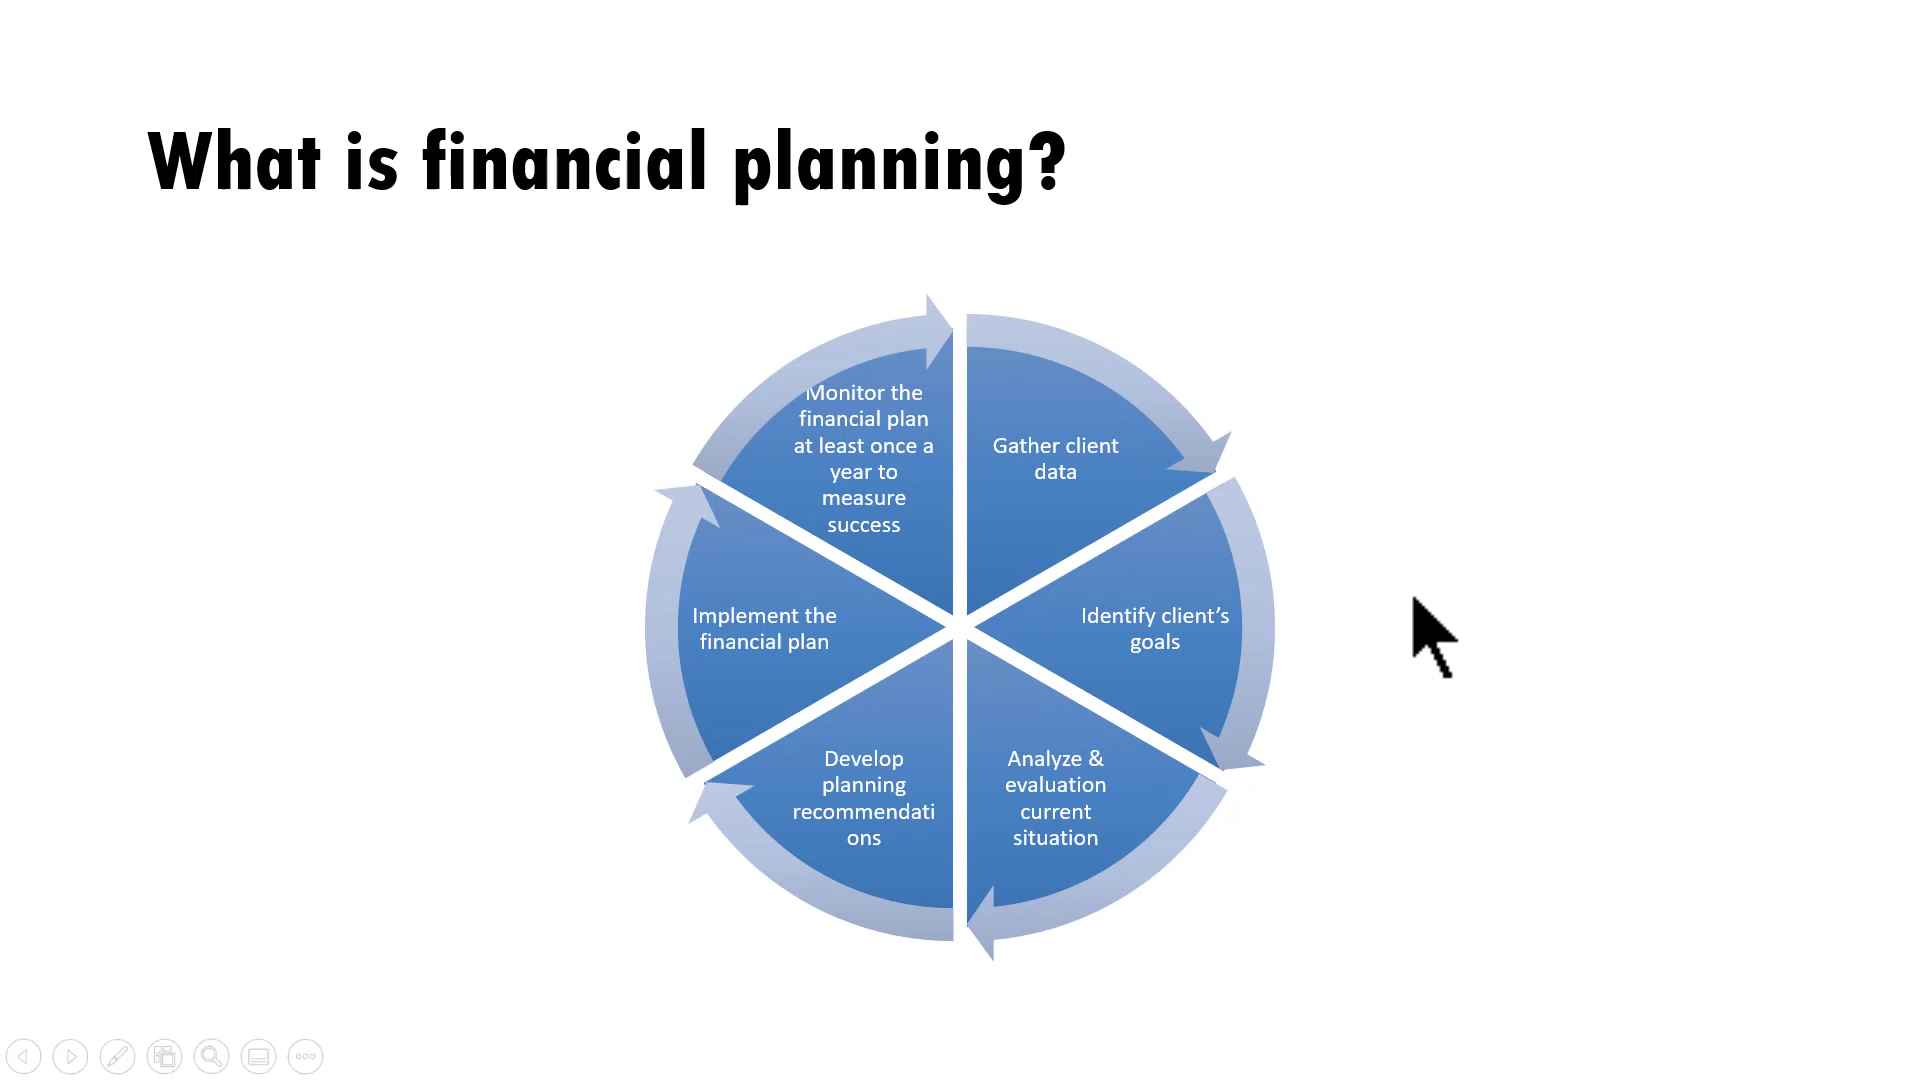 What is financial planning?
Gather client
data
Identify client’s
goals
Analyze &
evaluation
current
situation
Develop
planning
recommendati
ons
Implement the
financial plan
Monitor the
financial plan
at least once a
year to
measure
success